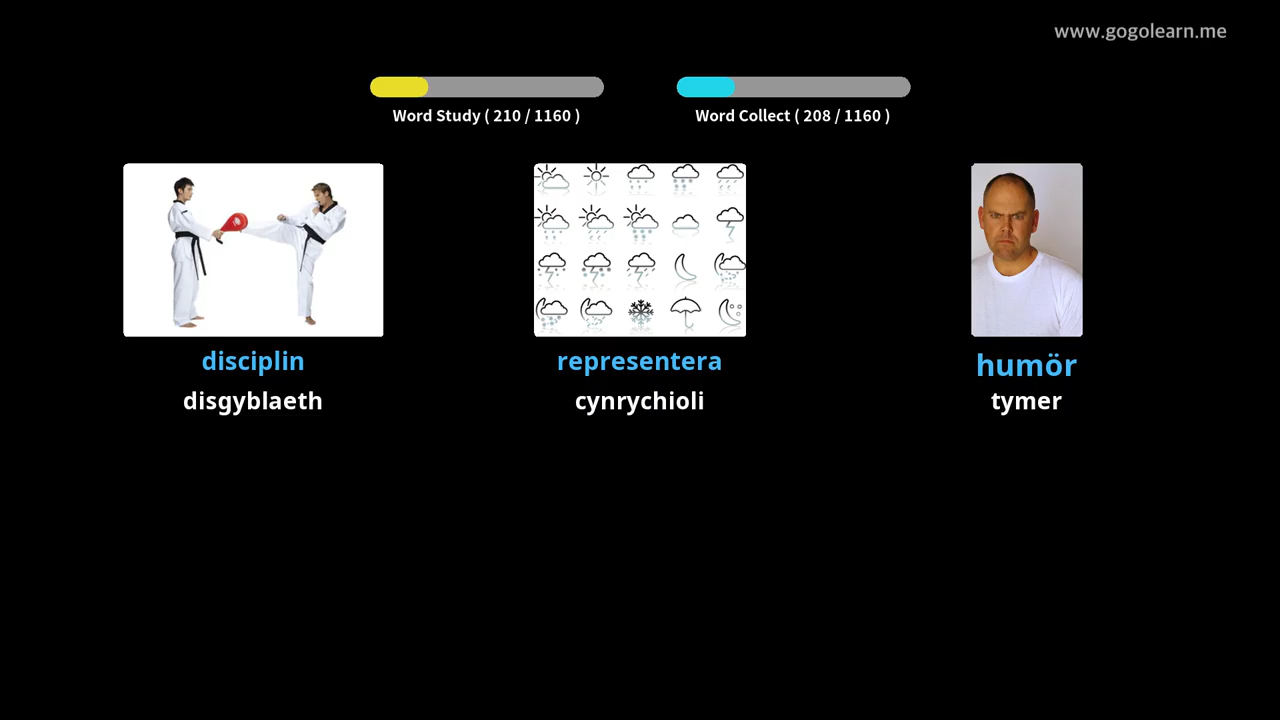 www.gogolearn.me
Word Study ( 210 / 1160 )
Word Collect ( 208 / 1160 )
disciplin
disgyblaeth
representera
cynrychioli
humör
tymer